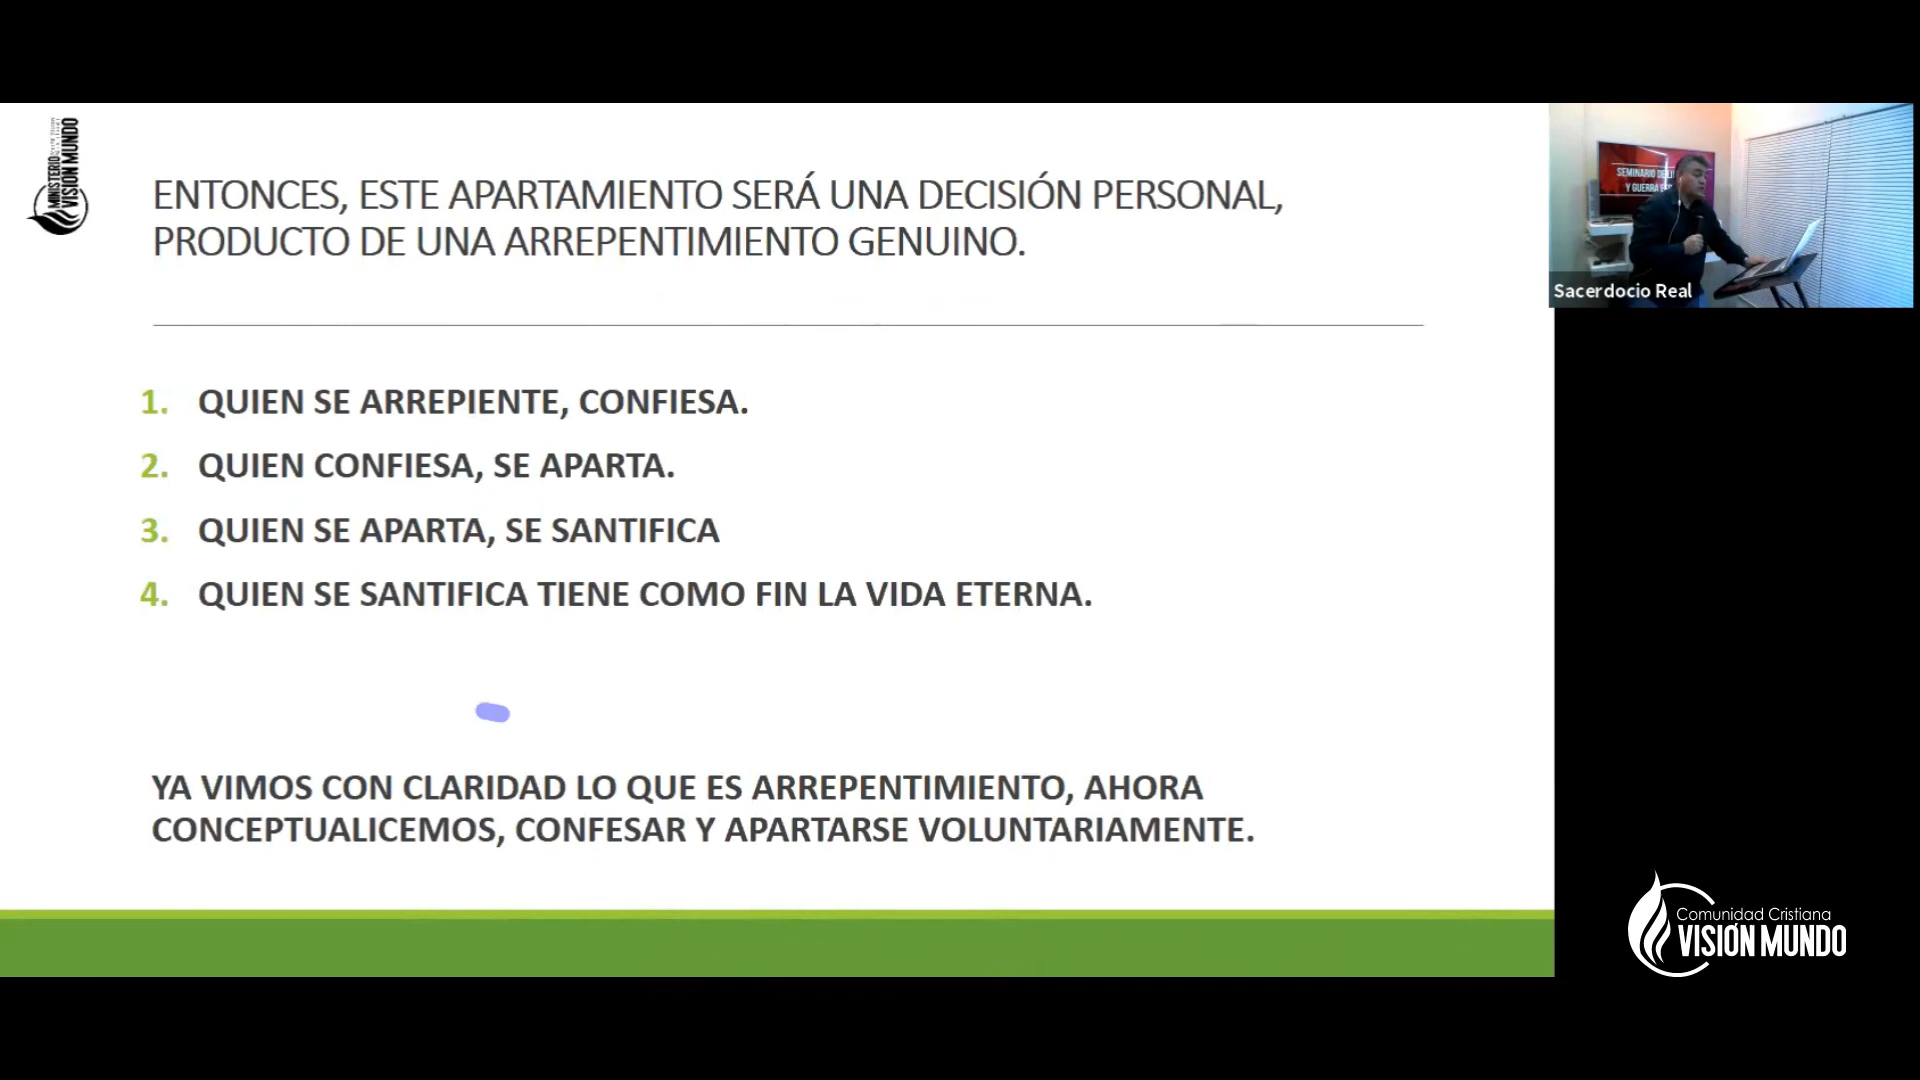 MINISTERIO
VISIÓN MUNDO
ENTONCES, ESTE APARTAMIENTO SERÁ UNA DECISIÓN PERSONAL,
PRODUCTO DE UNA ARREPENTIMIENTO GENUINO.
1. QUIEN SE ARREPIENTE, CONFIESA.
2. QUIEN CONFIESA, SE APARTA.
3. QUIEN SE APARTA, SE SANTIFICA
4. QUIEN SE SANTIFICA TIENE COMO FIN LA VIDA ETERNA.
YA VIMOS CON CLARIDAD LO QUE ES ARREPENTIMIENTO, AHORA
CONCEPTUALICEMOS, CONFESAR Y APARTARSE VOLUNTARIAMENTE.
SEMINARIO DE
Y GUERRA
Sacerdocio Real
Comunidad Cristiana
VISIÓN MUNDO